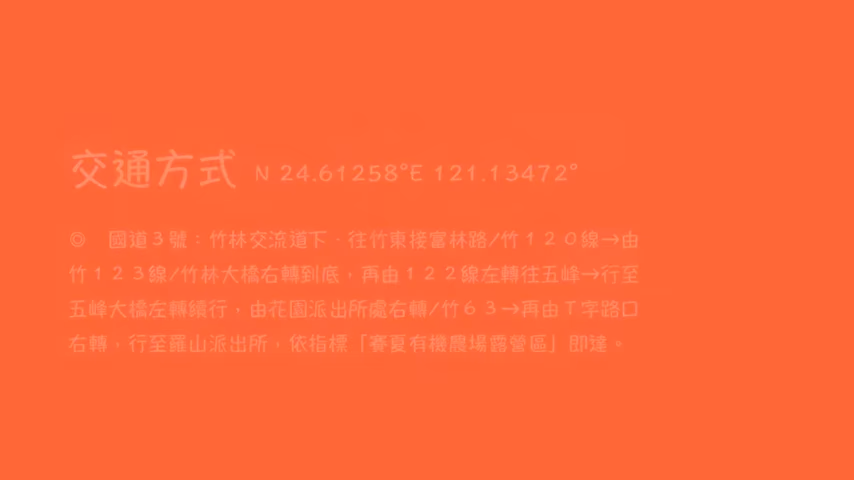 交通方式 N 24.61258°E 121.13472°
◎　國道３號：竹林交流道下，往竹東接富林路/竹１２０線→由
竹１２３線/竹林大橋右轉到底，再由１２２線左轉往五峰→行至
五峰大橋左轉續行，由花園派出所處右轉/竹６３→再由Ｔ字路口
右轉，行至羅山派出所，依指標「賽夏有機農場露營區」即達。